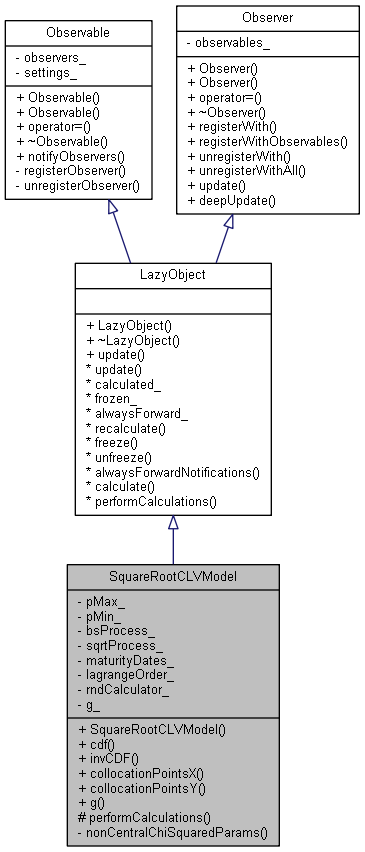 Observable
- observers_
- settings_
+ Observable()
+ Observable()
+ operator=()
+ ~Observable()
+ notifyObservers()
- registerObserver()
- unregisterObserver()
Observer
- observables_
+ Observer()
+ Observer()
+ operator=()
+ ~Observer()
+ registerWith()
+ registerWithObservables()
+ unregisterWith()
+ unregisterWithAll()
+ update()
+ deepUpdate()
LazyObject
+ LazyObject()
+ ~LazyObject()
+ update()
* update()
* calculated_
* frozen_
* alwaysForward_
* recalculate()
* freeze()
* unfreeze()
* alwaysForwardNotifications()
* calculate()
* performCalculations()
SquareRootCLVModel
- pMax_
- pMin_
- bsProcess_
- sqrtProcess_
- maturityDates_
- lagrangeOrder_
- rndCalculator_
- g_
+ SquareRootCLVModel()
+ cdf()
+ invCDF()
+ collocationPointsX()
+ collocationPointsY()
+ g()
# performCalculations()
- nonCentralChiSquaredParams()